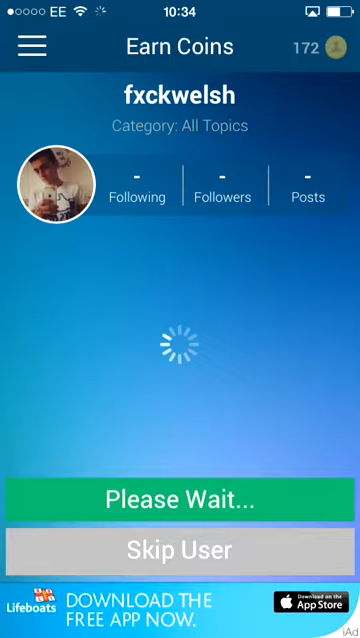 EE 10:34
Earn Coins 172
fxckwelsh
Category: All Topics
- - -
Following Followers Posts
Please Wait...
Skip User
Lifeboats
DOWNLOAD THE
FREE APP NOW.
Download on the
App Store
iAd